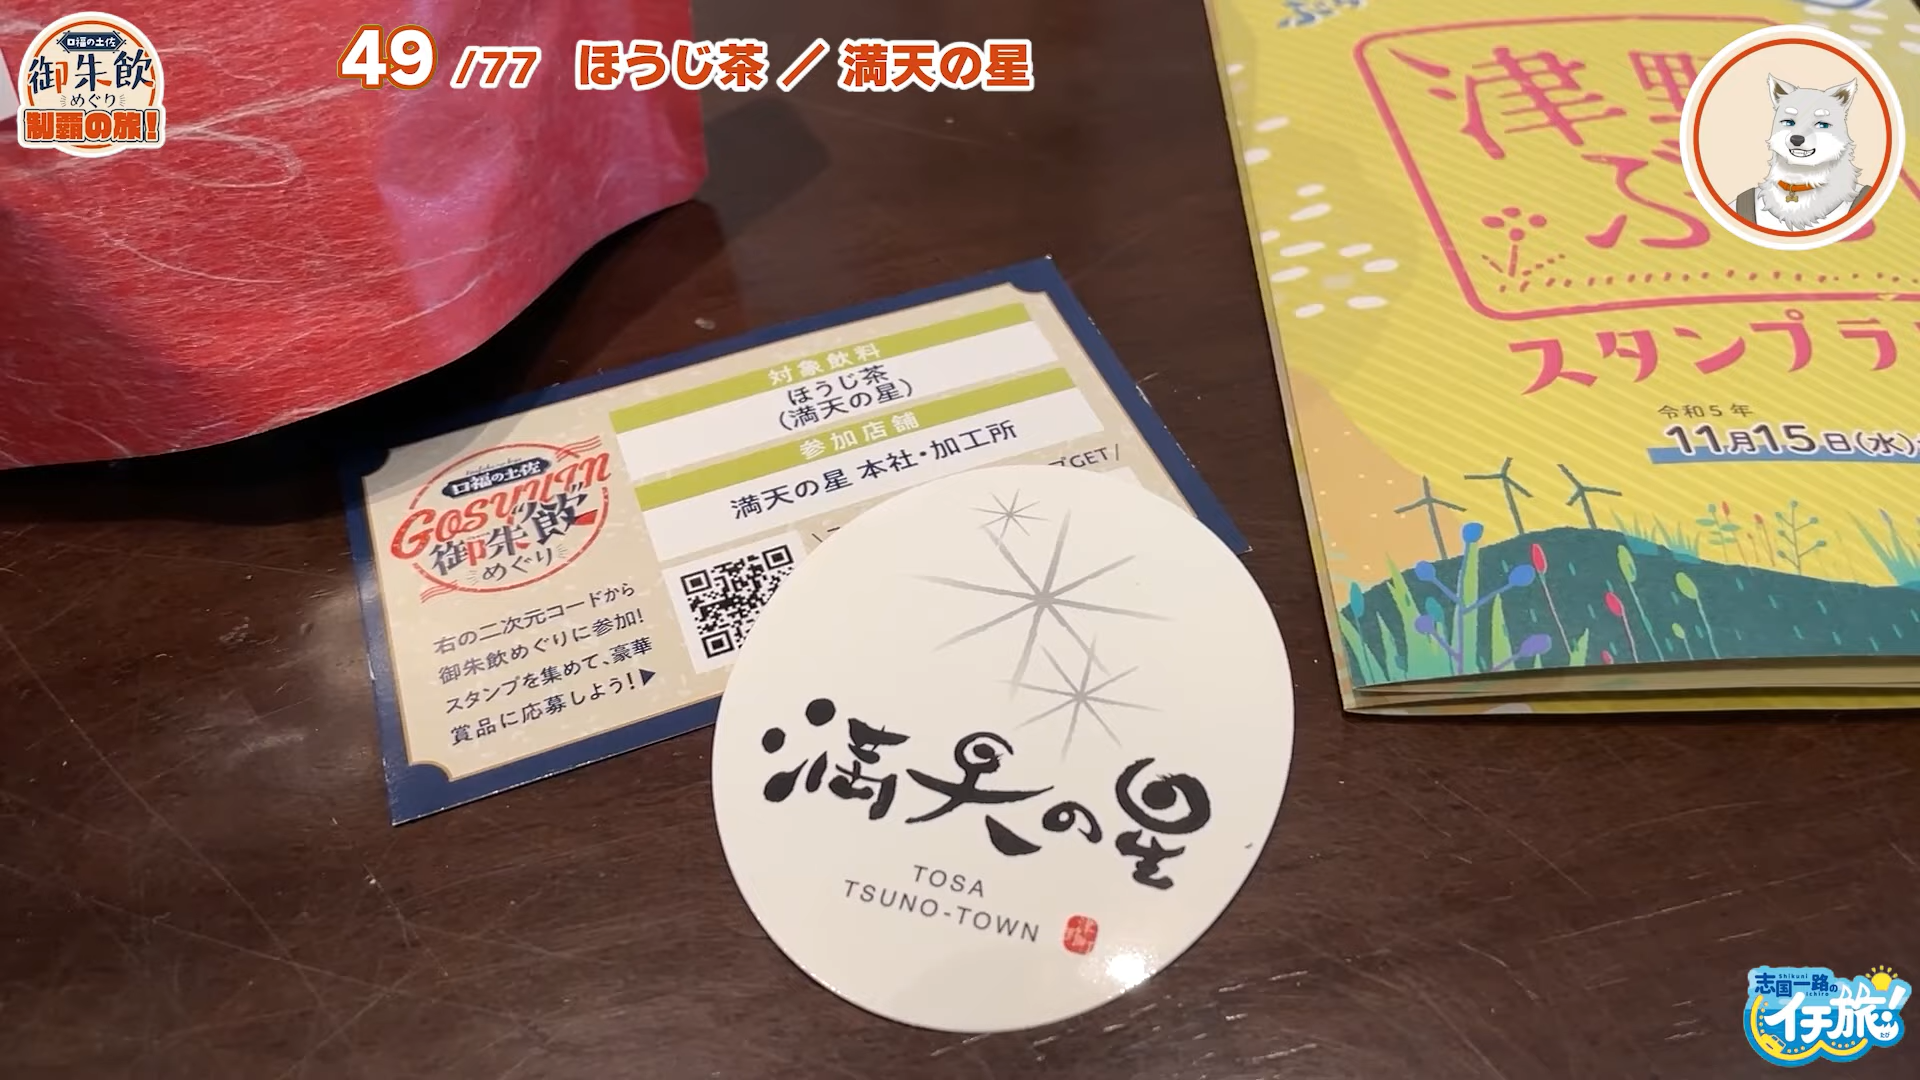 口福の土佐
御朱飲
めぐり
制覇の旅!
49/77 ほうじ茶／満天の星
津野
ぶら
スタンプラ
令和5年
11月15日(水)
対象飲料
ほうじ茶
(満天の星)
参加店舗
満天の星 本社・加工所
GET/
口福の土佐
GOSYUIN
御朱"飲"
めぐり
右の二次元コードから
御朱飲めぐりに参加!
スタンプを集めて、豪華
賞品に応募しよう!▶
満天の星
TOSA
TSUNO-TOWN
志国一路の
Shikuni Ichiro
イチ旅!